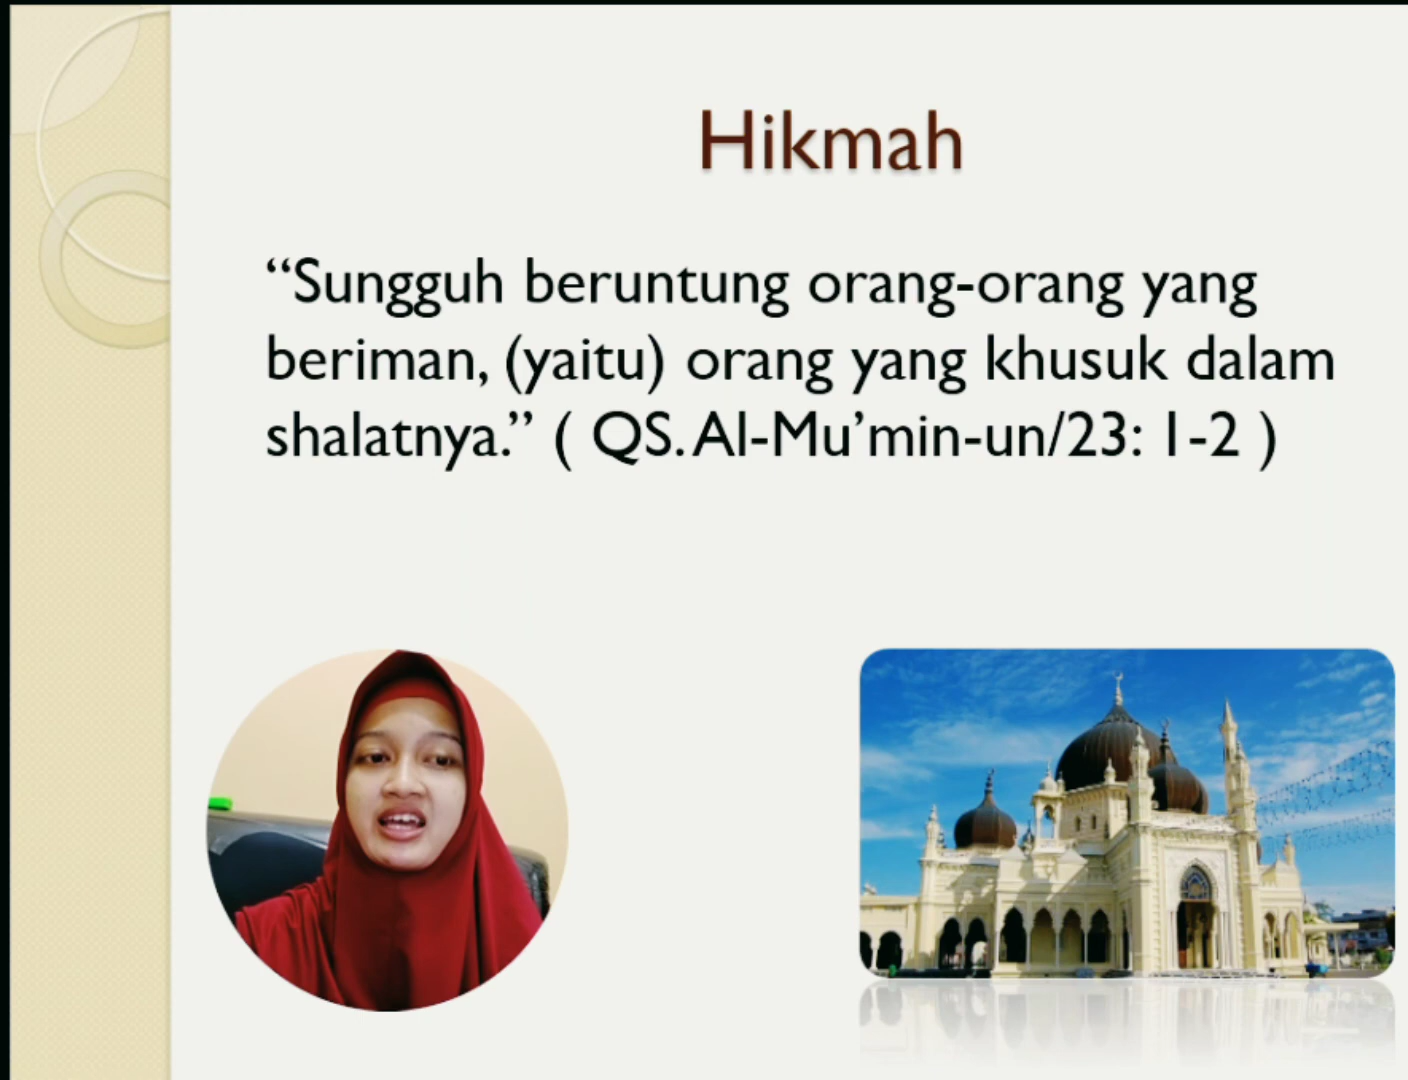 Hikmah
“Sungguh beruntung orang-orang yang
beriman, (yaitu) orang yang khusuk dalam
shalatnya.” ( QS. Al-Mu’min-un/23: 1-2 )